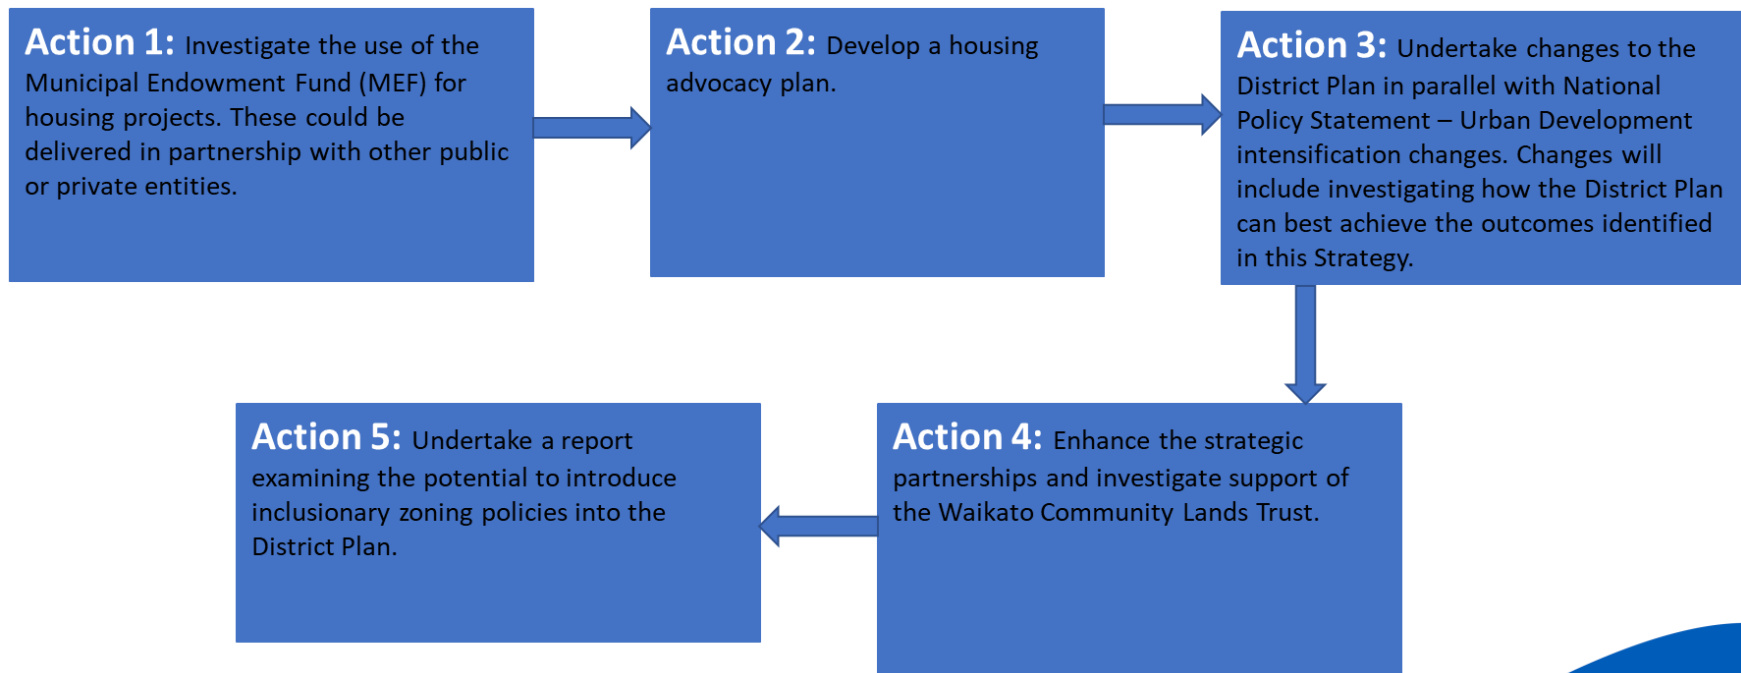 Action 1: Investigate the use of the
Municipal Endowment Fund (MEF) for
housing projects. These could be
delivered in partnership with other public
or private entities.
Action 2: Develop a housing
advocacy plan.
Action 3: Undertake changes to the
District Plan in parallel with National
Policy Statement – Urban Development
intensification changes. Changes will
include investigating how the District Plan
can best achieve the outcomes identified
in this Strategy.
Action 4: Enhance the strategic
partnerships and investigate support of
the Waikato Community Lands Trust.
Action 5: Undertake a report
examining the potential to introduce
inclusionary zoning policies into the
District Plan.